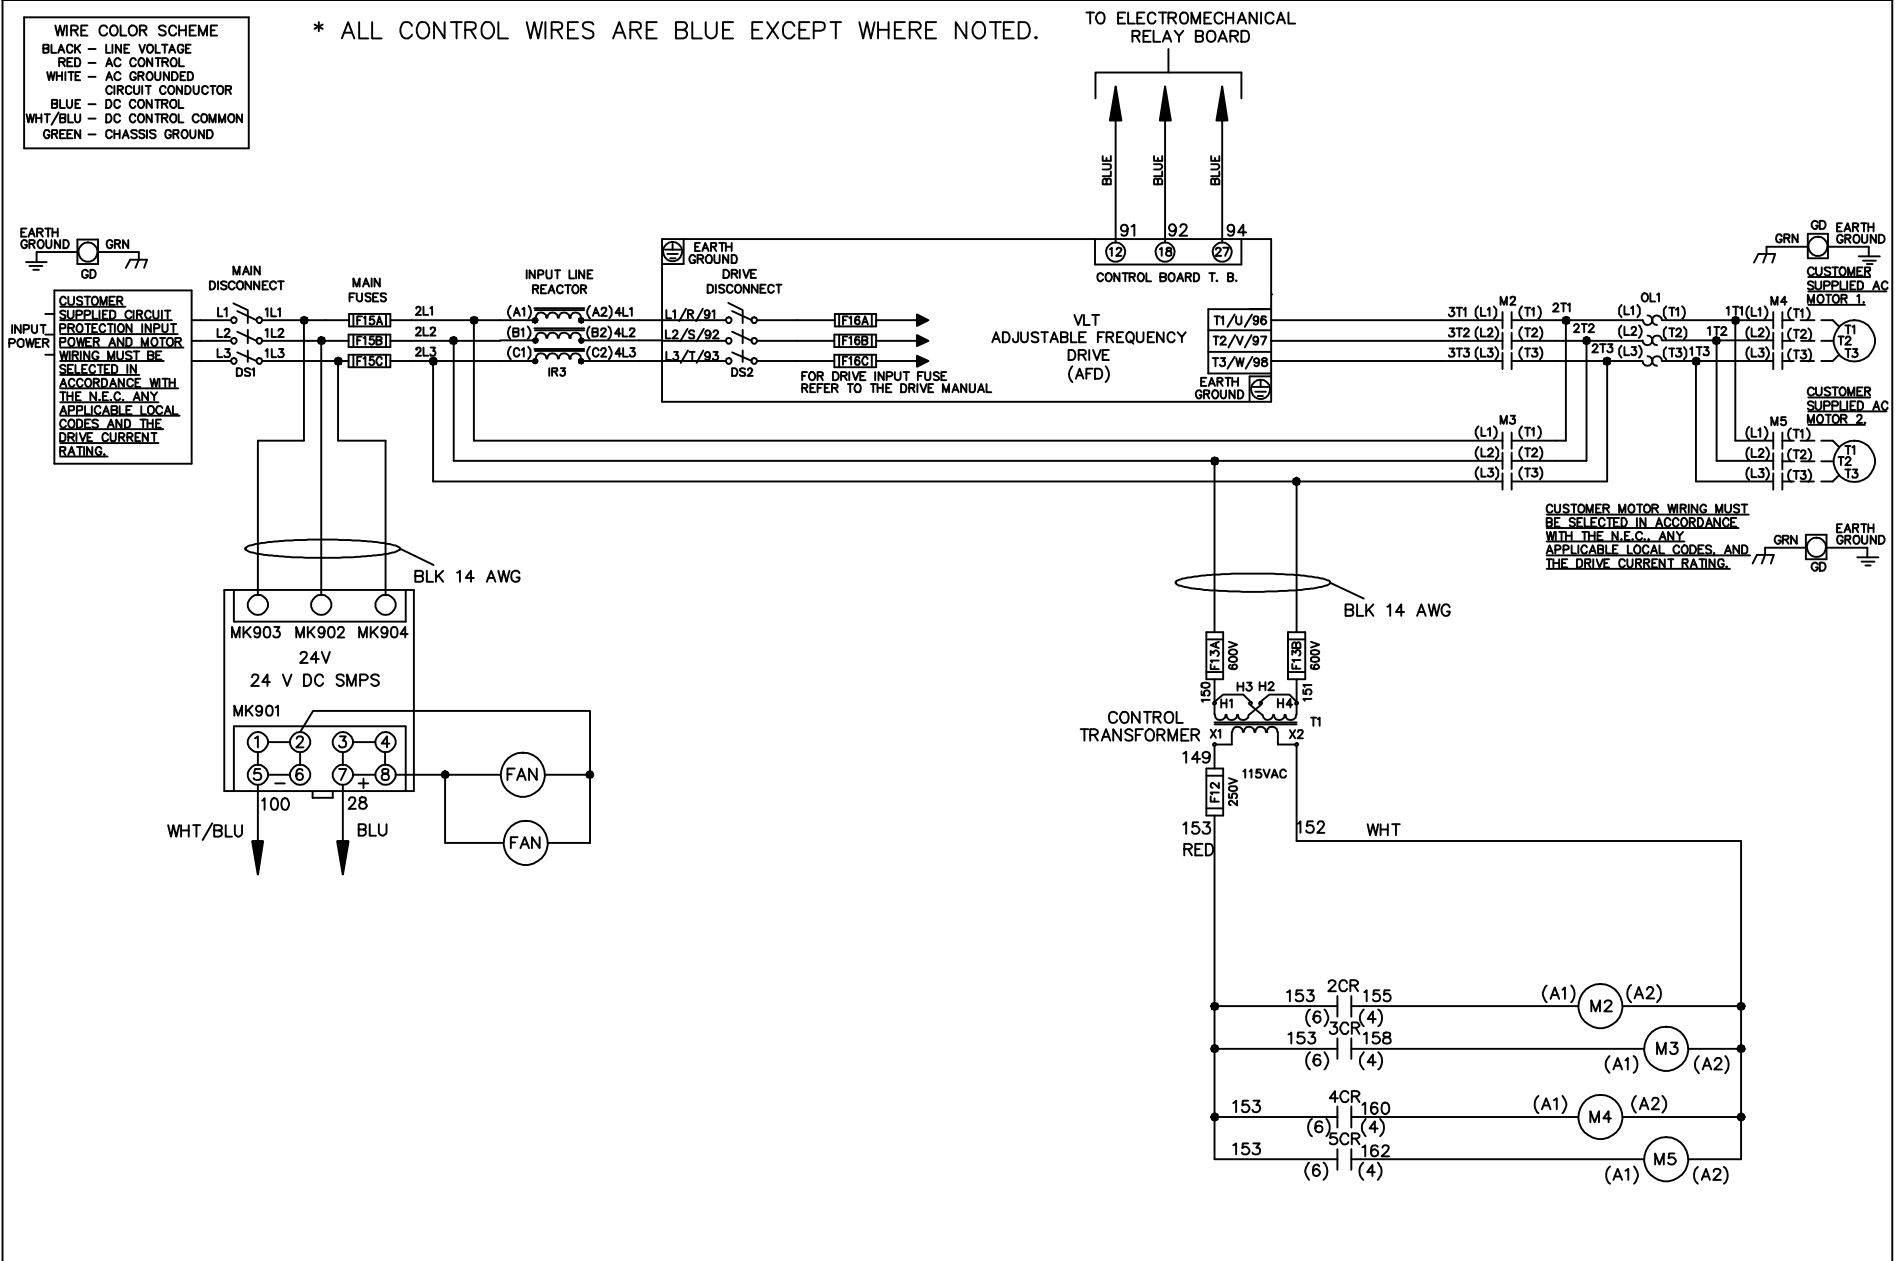 WIRE COLOR SCHEME
BLACK – LINE VOLTAGE
RED – AC CONTROL
WHITE – AC GROUNDED
CIRCUIT CONDUCTOR
BLUE – DC CONTROL
WHT/BLU – DC CONTROL COMMON
GREEN – CHASSIS GROUND
* ALL CONTROL WIRES ARE BLUE EXCEPT WHERE NOTED.
TO ELECTROMECHANICAL
RELAY BOARD
BLUE
BLUE
BLUE
91 92 94
12 18 27
CONTROL BOARD T. B.
EARTH
GROUND
GRN
GD
INPUT
POWER
CUSTOMER
SUPPLIED CIRCUIT
PROTECTION INPUT
POWER AND MOTOR
WIRING MUST BE
SELECTED IN
ACCORDANCE WITH
THE N.E.C. ANY
APPLICABLE LOCAL
CODES AND THE
DRIVE CURRENT
RATING.
MAIN
DISCONNECT
L1 1L1
L2 1L2
L3 1L3
DS1
MAIN
FUSES
F15A
F15B
F15C
2L1
2L2
2L3
INPUT LINE
REACTOR
(A1) (A2) 4L1
(B1) (B2) 4L2
(C1) (C2) 4L3
IR3
EARTH
GROUND
DRIVE
DISCONNECT
L1/R/91
L2/S/92
L3/T/93
DS2
F16A
F16B
F16C
FOR DRIVE INPUT FUSE
REFER TO THE DRIVE MANUAL
VLT
ADJUSTABLE FREQUENCY
DRIVE
(AFD)
T1/U/96
T2/V/97
T3/W/98
EARTH
GROUND
M2
3T1 (L1) (T1) 2T1
3T2 (L2) (T2) 2T2
3T3 (L3) (T3) 2T3
OL1
(L1) (T1) 1T1
(L2) (T2) 1T2
(L3) (T3) 1T3
M4
(L1) (T1)
(L2) (T2)
(L3) (T3)
T1
T2
T3
GD
GRN
EARTH
GROUND
CUSTOMER
SUPPLIED AC
MOTOR 1.
M3
(L1) (T1)
(L2) (T2)
(L3) (T3)
M5
(L1) (T1)
(L2) (T2)
(L3) (T3)
T1
T2
T3
CUSTOMER
SUPPLIED AC
MOTOR 2.
CUSTOMER MOTOR WIRING MUST
BE SELECTED IN ACCORDANCE
WITH THE N.E.C., ANY
APPLICABLE LOCAL CODES, AND
THE DRIVE CURRENT RATING.
GRN
GD
EARTH
GROUND
BLK 14 AWG
MK903 MK902 MK904
24V
24 V DC SMPS
MK901
1 2 3 4
5 – 6 7 + 8
100 28
WHT/BLU BLU
FAN
FAN
BLK 14 AWG
F13A
600V
F13B
600V
150
151
H3 H2
H1 H4
T1
CONTROL
TRANSFORMER
X1 X2
149
115VAC
F12
250V
153
RED
152
WHT
2CR
153 155
(6) (4)
(A1) M2 (A2)
3CR
153 158
(6) (4)
(A1) M3 (A2)
4CR
153 160
(6) (4)
(A1) M4 (A2)
5CR
153 162
(6) (4)
(A1) M5 (A2)